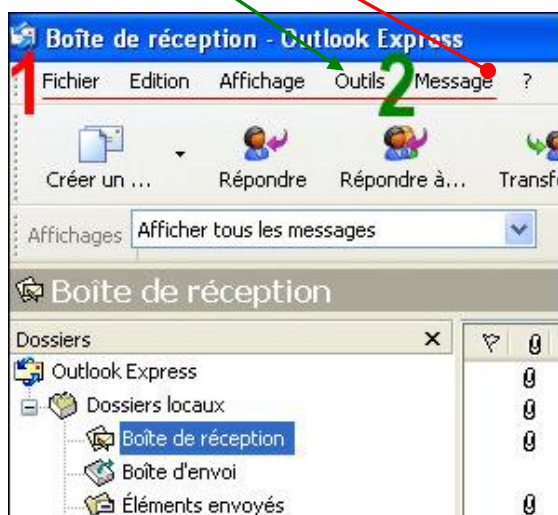 Boîte de réception - Outlook Express
1 Fichier Edition Affichage Outils 2 Message ?
Créer un ... Répondre Répondre à... Transf
Affichages Afficher tous les messages
Boîte de réception
Dossiers
Outlook Express
Dossiers locaux
Boîte de réception
Boîte d'envoi
Éléments envoyés